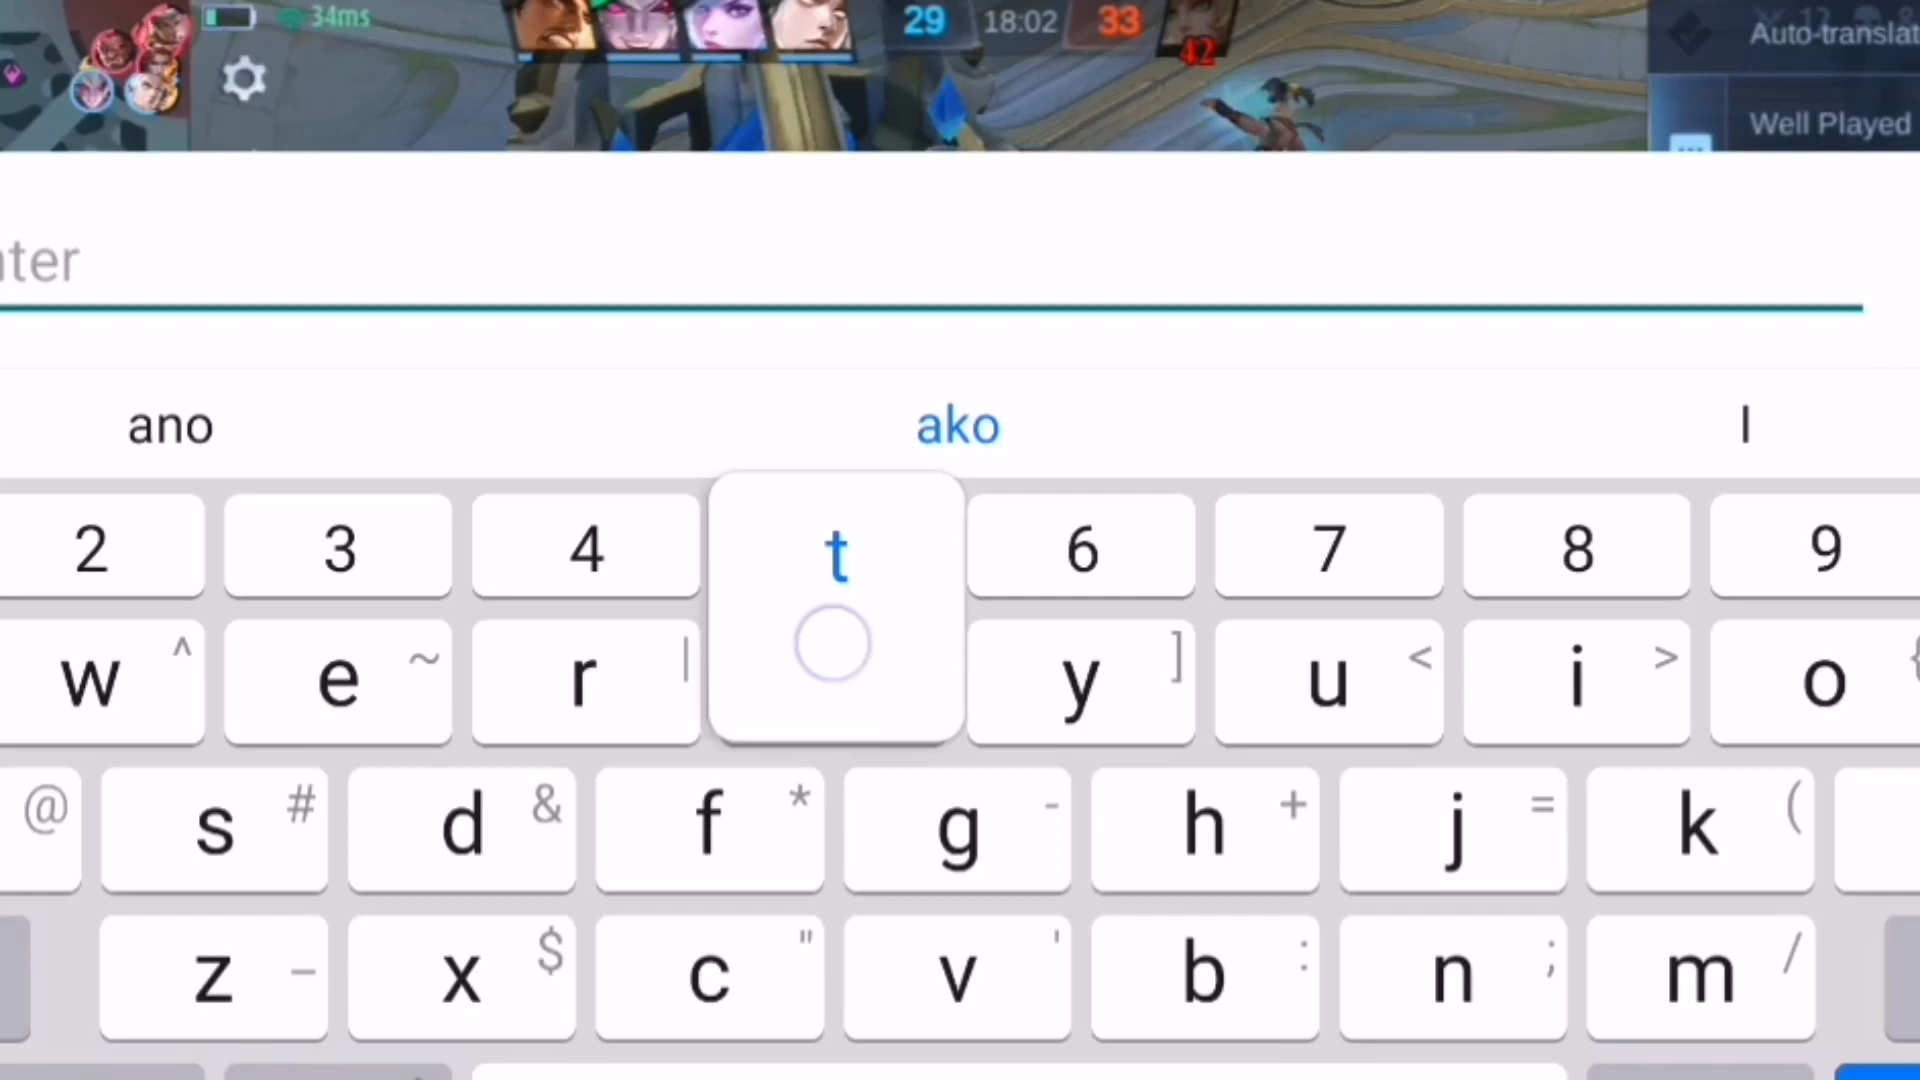 34ms
29 18:02 33
42
Auto-translat
Well Played
nter
ano ako I
2 3 4 t 6 7 8 9
w ^ e ~ r | y ] u < i > o {
@ s # d & f * g - h + j = k (
z _ x $ c " v ' b : n ; m /